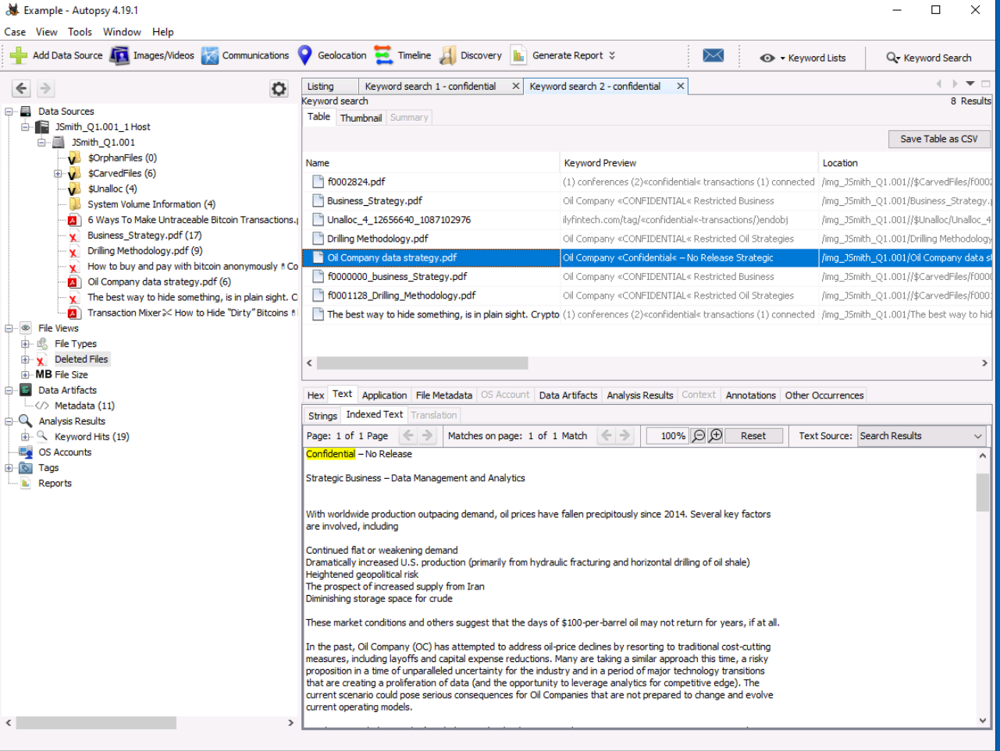 Example - Autopsy 4.19.1
Case View Tools Window Help
Add Data Source Images/Videos Communications Geolocation Timeline Discovery Generate Report Keyword Lists Keyword Search
Data Sources
JSmith_Q1.001_1 Host
JSmith_Q1.001
$OrphanFiles (0)
$CarvedFiles (6)
$Unalloc (4)
System Volume Information (4)
6 Ways To Make Untraceable Bitcoin Transactions.
Business_Strategy.pdf (17)
Drilling Methodology.pdf (9)
How to buy and pay with bitcoin anonymously Co
Oil Company data strategy.pdf (6)
The best way to hide something, is in plain sight. C
Transaction Mixer✂ How to Hide "Dirty" Bitcoins
File Views
File Types
Deleted Files
MB File Size
Data Artifacts
Metadata (11)
Analysis Results
Keyword Hits (19)
OS Accounts
Tags
Reports
Listing Keyword search 1 - confidential Keyword search 2 - confidential
Keyword search 8 Results
Table Thumbnail Summary
Save Table as CSV
Name Keyword Preview Location
f0002824.pdf (1) conferences (2)«confidential« transactions (1) connected /img_JSmith_Q1.001//$CarvedFiles/f0002
Business_Strategy.pdf Oil Company «CONFIDENTIAL« Restricted Business /img_JSmith_Q1.001/Business_Strategy.
Unalloc_4_12656640_1087102976 ilyfintech.com/tag/«confidential«-transactions/)endobj /img_JSmith_Q1.001//$Unalloc/Unalloc_4
Drilling Methodology.pdf Oil Company «CONFIDENTIAL« Restricted Oil Strategies /img_JSmith_Q1.001/Drilling Methodology
Oil Company data strategy.pdf Oil Company «Confidential« – No Release Strategic /img_JSmith_Q1.001/Oil Company data s
f0000000_business_Strategy.pdf Oil Company «CONFIDENTIAL« Restricted Business /img_JSmith_Q1.001//$CarvedFiles/f000
f0001128_Drilling_Methodology.pdf Oil Company «CONFIDENTIAL« Restricted Oil Strategies /img_JSmith_Q1.001//$CarvedFiles/f000
The best way to hide something, is in plain sight. Crypto (1) conferences (2)«confidential« transactions (1) connected /img_JSmith_Q1.001/The best way to hid
Hex Text Application File Metadata OS Account Data Artifacts Analysis Results Context Annotations Other Occurrences
Strings Indexed Text Translation
Page: 1 of 1 Page Matches on page: 1 of 1 Match 100% Reset Text Source: Search Results
Confidential – No Release
Strategic Business – Data Management and Analytics
With worldwide production outpacing demand, oil prices have fallen precipitously since 2014. Several key factors
are involved, including
Continued flat or weakening demand
Dramatically increased U.S. production (primarily from hydraulic fracturing and horizontal drilling of oil shale)
Heightened geopolitical risk
The prospect of increased supply from Iran
Diminishing storage space for crude
These market conditions and others suggest that the days of $100-per-barrel oil may not return for years, if at all.
In the past, Oil Company (OC) has attempted to address oil-price declines by resorting to traditional cost-cutting
measures, including layoffs and capital expense reductions. Many are taking a similar approach this time, a risky
proposition in a time of unparalleled uncertainty for the industry and in a period of major technology transitions
that are creating a proliferation of data (and the opportunity to leverage analytics for competitive edge). The
current scenario could pose serious consequences for Oil Companies that are not prepared to change and evolve
current operating models.